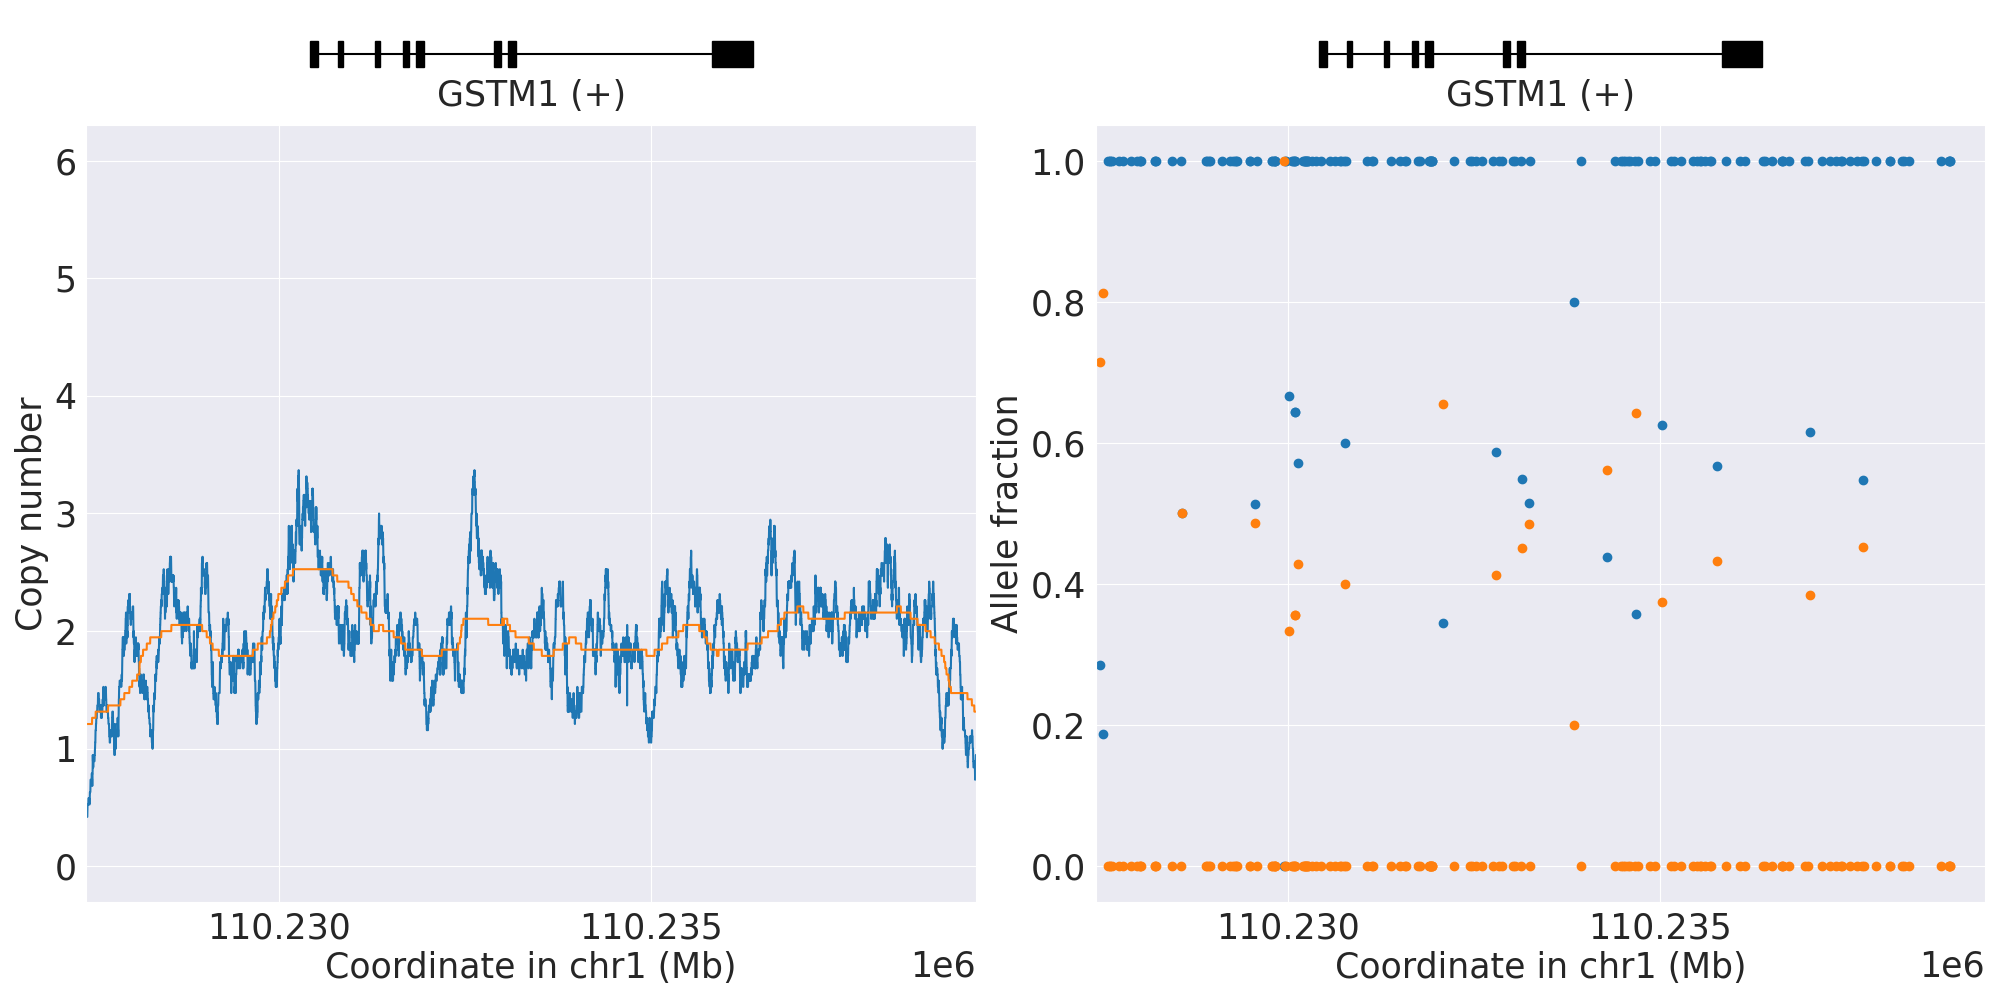 GSTM1 (+)
6
5
4
3
2
1
0
Copy number
110.230
110.235
Coordinate in chr1 (Mb)
1e6
GSTM1 (+)
1.0
0.8
0.6
0.4
0.2
0.0
Allele fraction
110.230
110.235
Coordinate in chr1 (Mb)
1e6